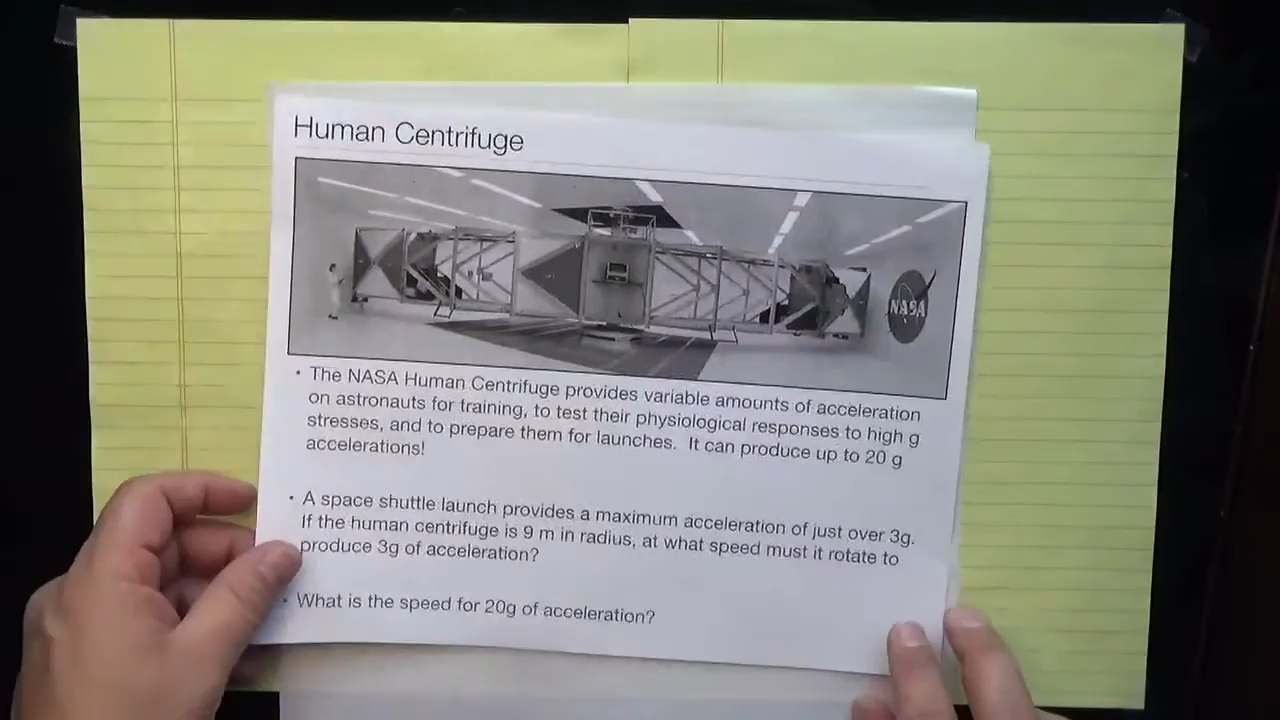 Human Centrifuge
NASA
• The NASA Human Centrifuge provides variable amounts of acceleration
on astronauts for training, to test their physiological responses to high g
stresses, and to prepare them for launches. It can produce up to 20 g
accelerations!
• A space shuttle launch provides a maximum acceleration of just over 3g.
If the human centrifuge is 9 m in radius, at what speed must it rotate to
produce 3g of acceleration?
• What is the speed for 20g of acceleration?